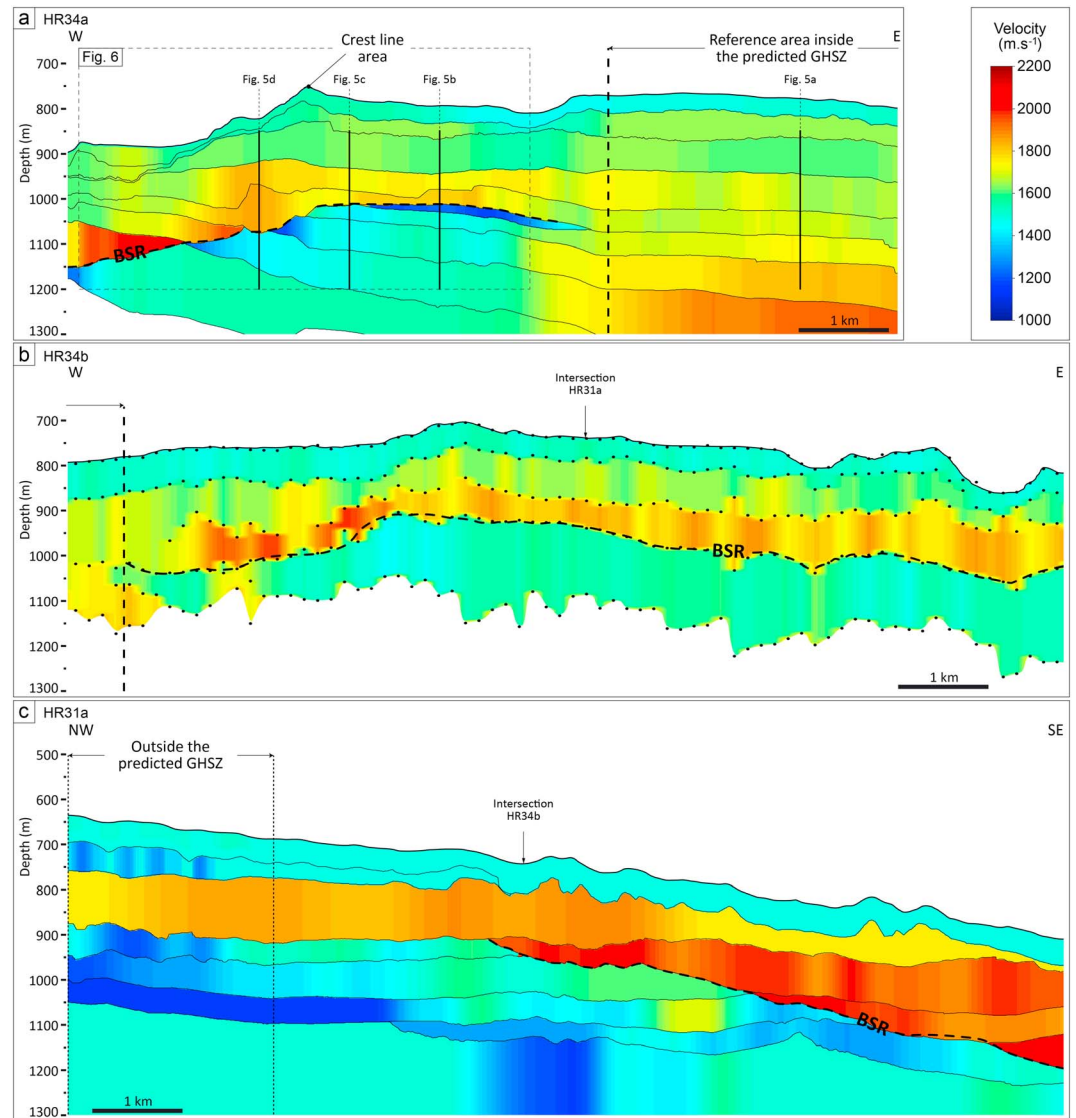 a HR34a
W
E
Fig. 6
Crest line
area
Reference area inside
the predicted GHSZ
Fig. 5d
Fig. 5c
Fig. 5b
Fig. 5a
Depth (m)
700
800
900
1000
1100
1200
1300
BSR
1 km
Velocity
(m.s⁻¹)
2200
2000
1800
1600
1400
1200
1000
b HR34b
W
E
Intersection
HR31a
Depth (m)
700
800
900
1000
1100
1200
1300
BSR
1 km
c HR31a
NW
SE
Outside the
predicted GHSZ
Intersection
HR34b
Depth (m)
500
600
700
800
900
1000
1100
1200
1300
BSR
1 km